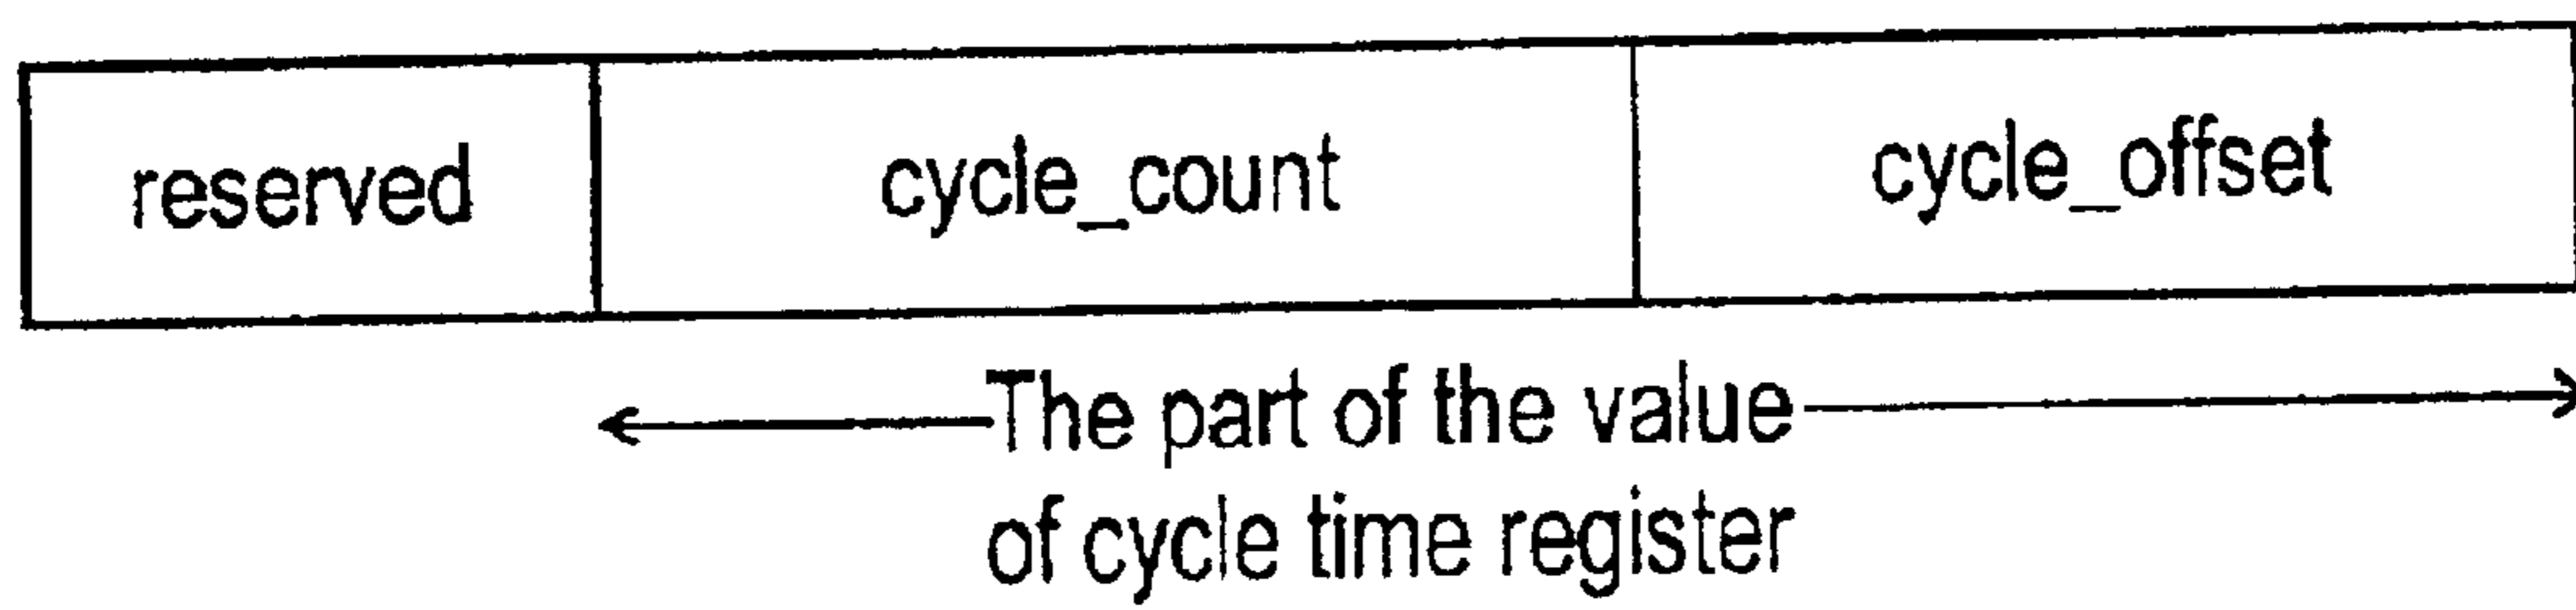 reserved cycle_count cycle_offset
The part of the value
of cycle time register